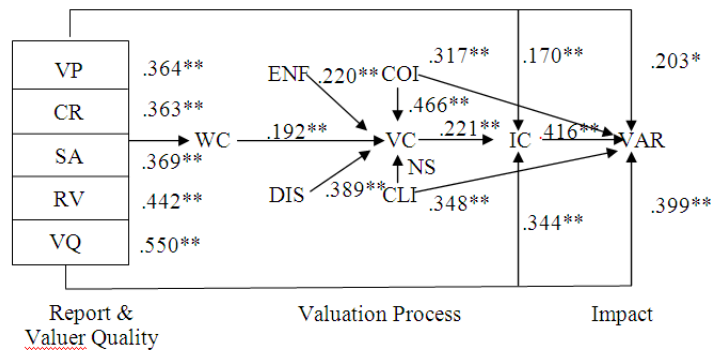 VP .364** ENF .220** COI .317** .170** .203*
CR .363** .466**
WC .192** VC .221** IC .416** VAR
SA .369** NS
RV .442** DIS .389** CLI .348** .344** .399**
VQ .550**
Report & Valuation Process Impact
Valuer Quality